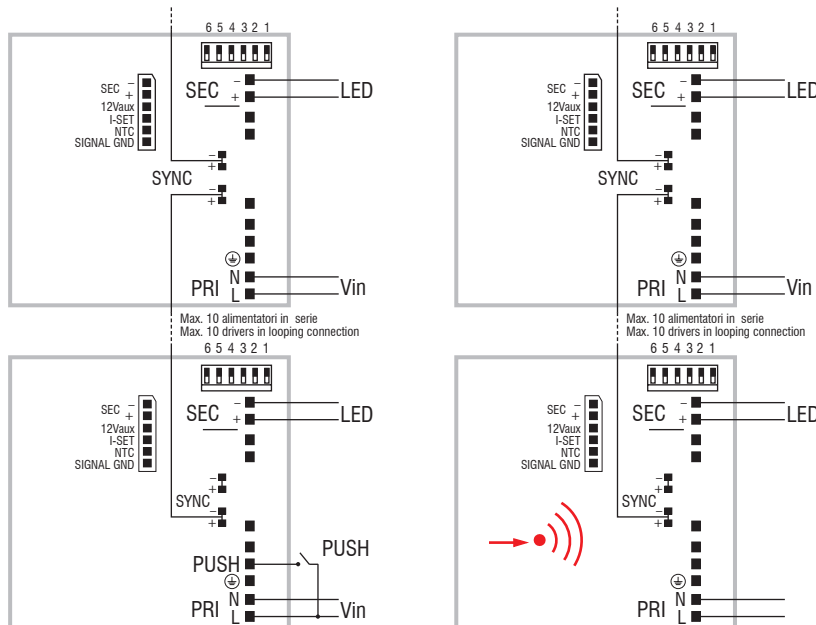 6 5 4 3 2 1
SEC –
+
12Vaux
I-SET
NTC
SIGNAL GND
SEC
–
+
LED
–
+
SYNC
–
+
N
PRI L
Vin
Max. 10 alimentatori in serie
Max. 10 drivers in looping connection
6 5 4 3 2 1
SEC –
+
12Vaux
I-SET
NTC
SIGNAL GND
SEC
–
+
LED
–
+
SYNC
–
+
N
PRI L
Vin
Max. 10 alimentatori in serie
Max. 10 drivers in looping connection
6 5 4 3 2 1
SEC –
+
12Vaux
I-SET
NTC
SIGNAL GND
SEC
–
+
LED
–
+
SYNC
–
+
PUSH
PUSH
N
PRI L
Vin
6 5 4 3 2 1
SEC –
+
12Vaux
I-SET
NTC
SIGNAL GND
SEC
–
+
LED
–
+
SYNC
–
+
N
PRI L